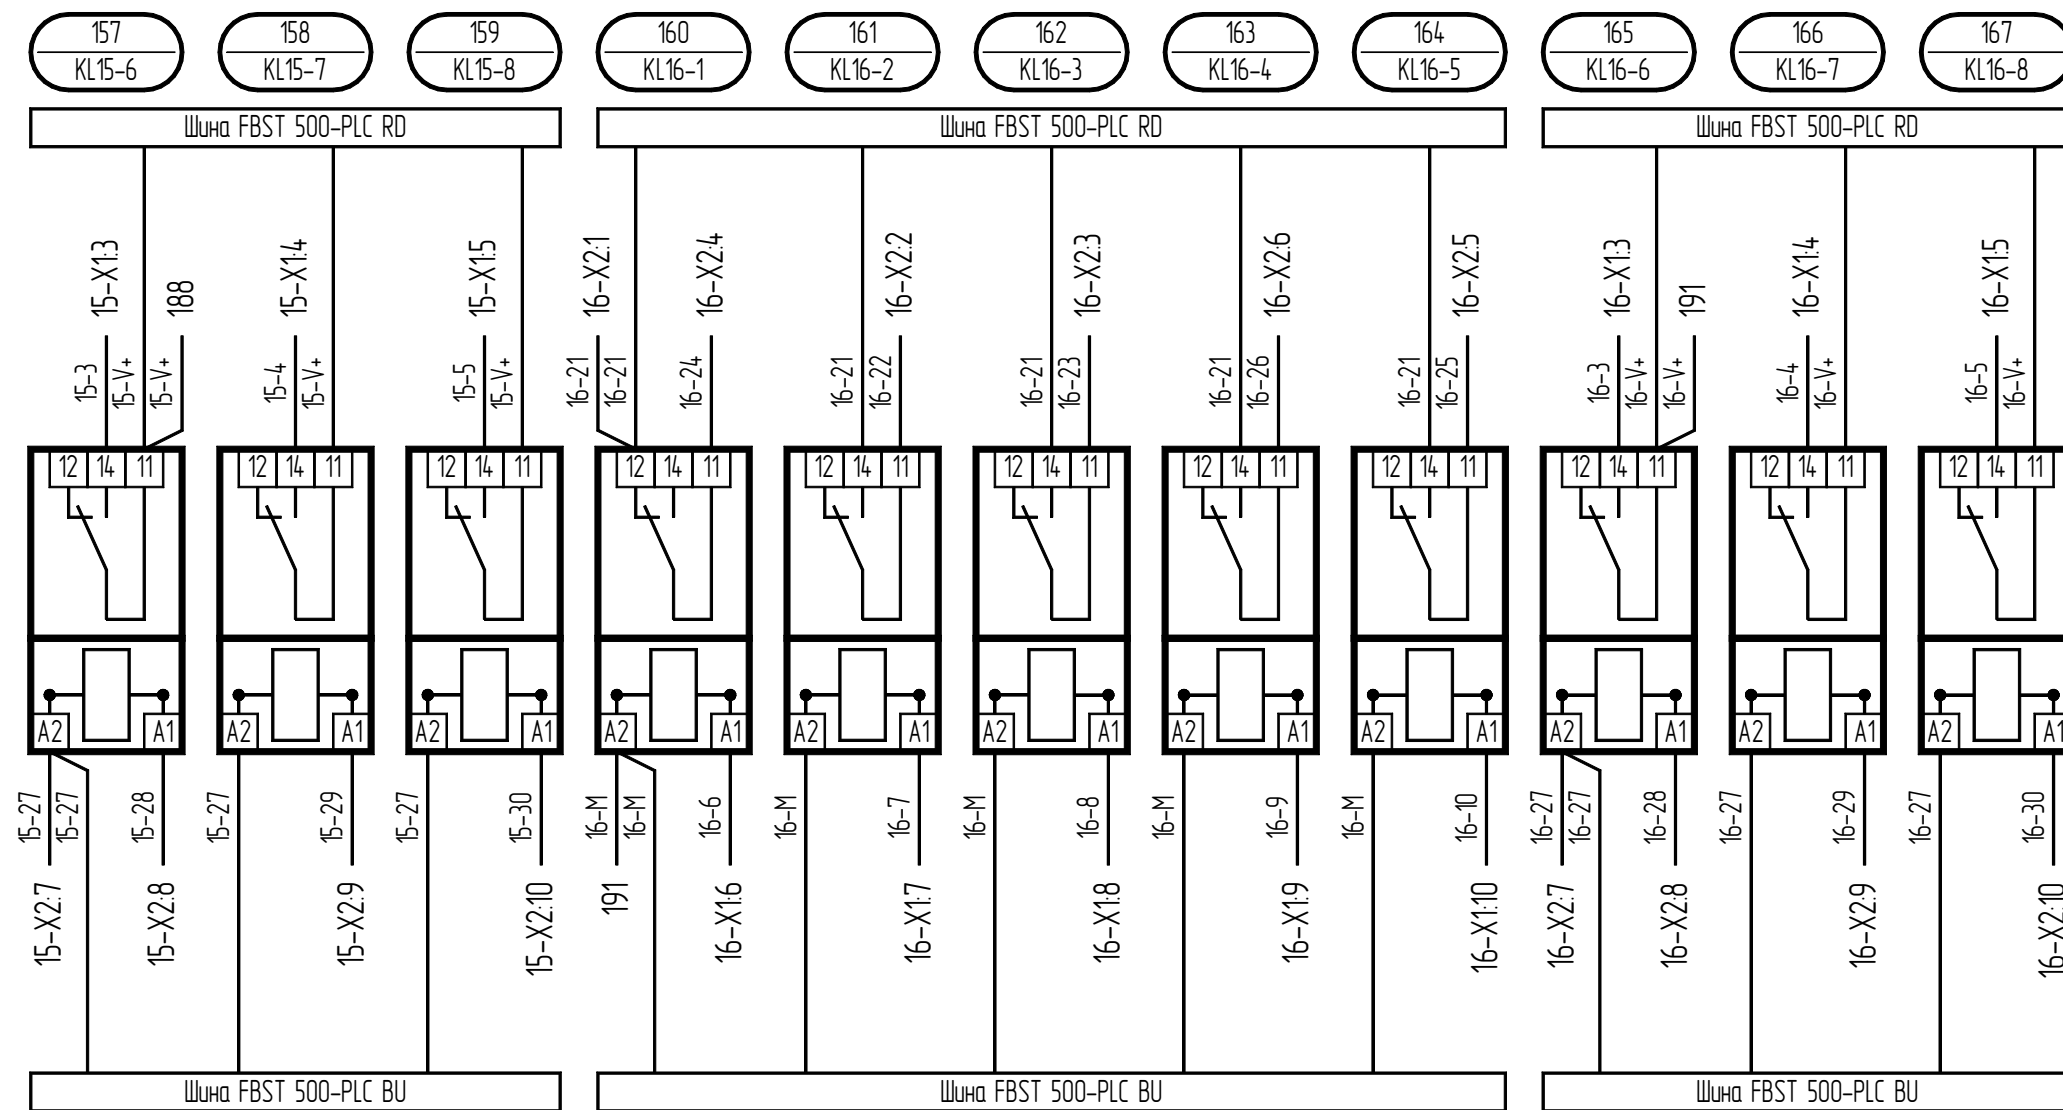 157 158 159 160 161 162 163 164 165 166 167
KL15-6 KL15-7 KL15-8 KL16-1 KL16-2 KL16-3 KL16-4 KL16-5 KL16-6 KL16-7 KL16-8
Шина FBST 500-PLC RD Шина FBST 500-PLC RD Шина FBST 500-PLC RD
15-X1:3 188 15-X1:4 15-X1:5 16-X2:1 16-X2:4 16-X2:2 16-X2:3 16-X2:6 16-X2:5 16-X1:3 191 16-X1:4 16-X1:5
15-3 15-V+ 15-V+ 15-4 15-V+ 15-5 15-V+ 16-21 16-21 16-24 16-21 16-22 16-21 16-23 16-21 16-26 16-21 16-25 16-3 16-V+ 16-V+ 16-4 16-V+ 16-5 16-V+
12 14 11 12 14 11 12 14 11 12 14 11 12 14 11 12 14 11 12 14 11 12 14 11 12 14 11 12 14 11 12 14 11
A2 A1 A2 A1 A2 A1 A2 A1 A2 A1 A2 A1 A2 A1 A2 A1 A2 A1 A2 A1 A2 A1
15-27 15-27 15-28 15-27 15-29 15-27 15-30 16-M 16-M 16-6 16-M 16-7 16-M 16-8 16-M 16-9 16-M 16-10 16-27 16-27 16-28 16-27 16-29 16-27 16-30
15-X2:7 15-X2:8 15-X2:9 15-X2:10 191 16-X1:6 16-X1:7 16-X1:8 16-X1:9 16-X1:10 16-X2:7 16-X2:8 16-X2:9 16-X2:10
Шина FBST 500-PLC BU Шина FBST 500-PLC BU Шина FBST 500-PLC BU